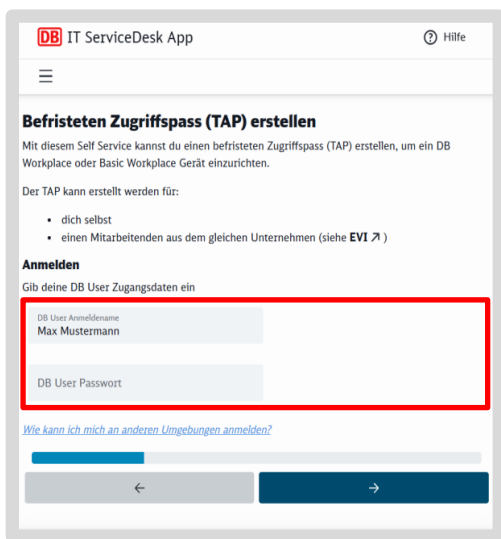 DB IT ServiceDesk App
Hilfe
Befristeten Zugriffspass (TAP) erstellen
Mit diesem Self Service kannst du einen befristeten Zugriffspass (TAP) erstellen, um ein DB
Workplace oder Basic Workplace Gerät einzurichten.
Der TAP kann erstellt werden für:
• dich selbst
• einen Mitarbeitenden aus dem gleichen Unternehmen (siehe EVI ↗ )
Anmelden
Gib deine DB User Zugangsdaten ein
DB User Anmeldename
Max Mustermann
DB User Passwort
Wie kann ich mich an anderen Umgebungen anmelden?